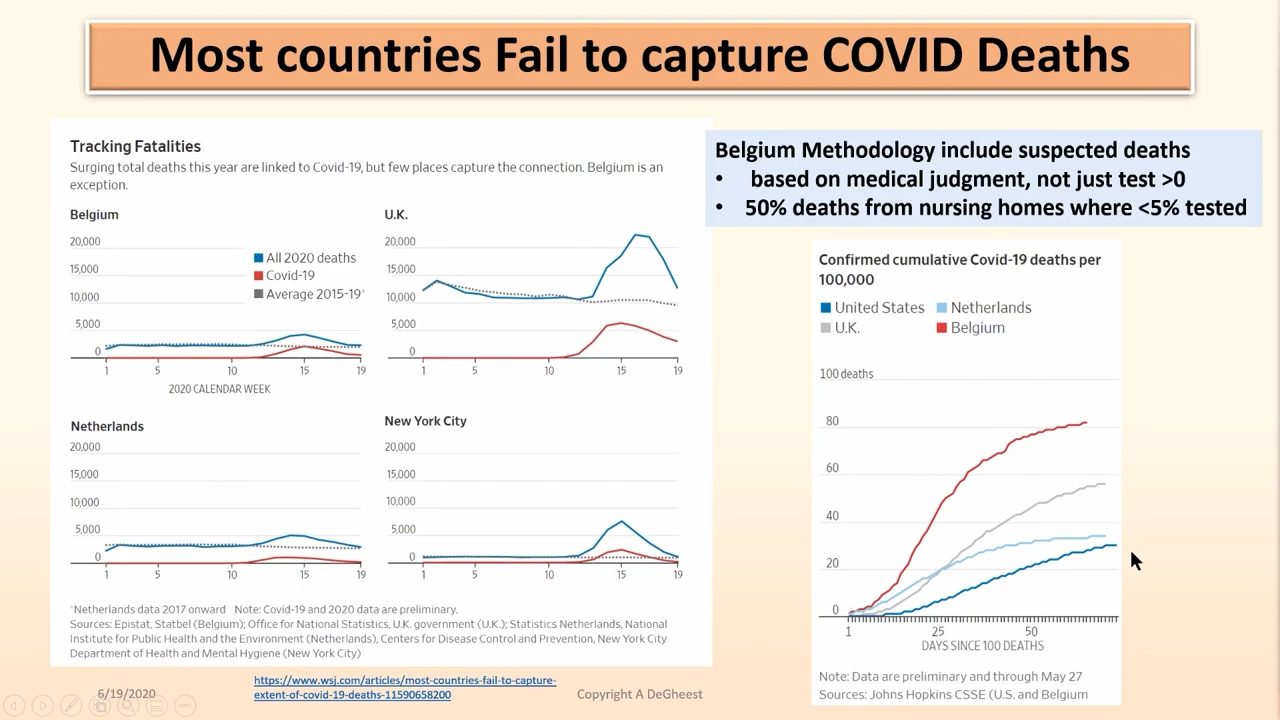 Most countries Fail to capture COVID Deaths
Tracking Fatalities
Surging total deaths this year are linked to Covid-19, but few places capture the connection. Belgium is an
exception.
Belgium
20,000
15,000
10,000
5,000
0
All 2020 deaths
Covid-19
Average 2015-19*
1 5 10 15 19
2020 CALENDAR WEEK
U.K.
20,000
15,000
10,000
5,000
0
1 5 10 15 19
Netherlands
20,000
15,000
10,000
5,000
0
1 5 10 15 19
New York City
20,000
15,000
10,000
5,000
0
1 5 10 15 19
*Netherlands data 2017 onward Note: Covid-19 and 2020 data are preliminary.
Sources: Epistat, Statbel (Belgium); Office for National Statistics, U.K. government (U.K.); Statistics Netherlands, National
Institute for Public Health and the Environment (Netherlands), Centers for Disease Control and Prevention, New York City
Department of Health and Mental Hygiene (New York City)
Belgium Methodology include suspected deaths
• based on medical judgment, not just test >0
• 50% deaths from nursing homes where <5% tested
Confirmed cumulative Covid-19 deaths per
100,000
United States Netherlands
U.K. Belgium
100 deaths
80
60
40
20
0
1 25 50
DAYS SINCE 100 DEATHS
Note: Data are preliminary and through May 27
Sources: Johns Hopkins CSSE (U.S. and Belgium
6/19/2020
https://www.wsj.com/articles/most-countries-fail-to-capture-
extent-of-covid-19-deaths-11590658200
Copyright A DeGheest